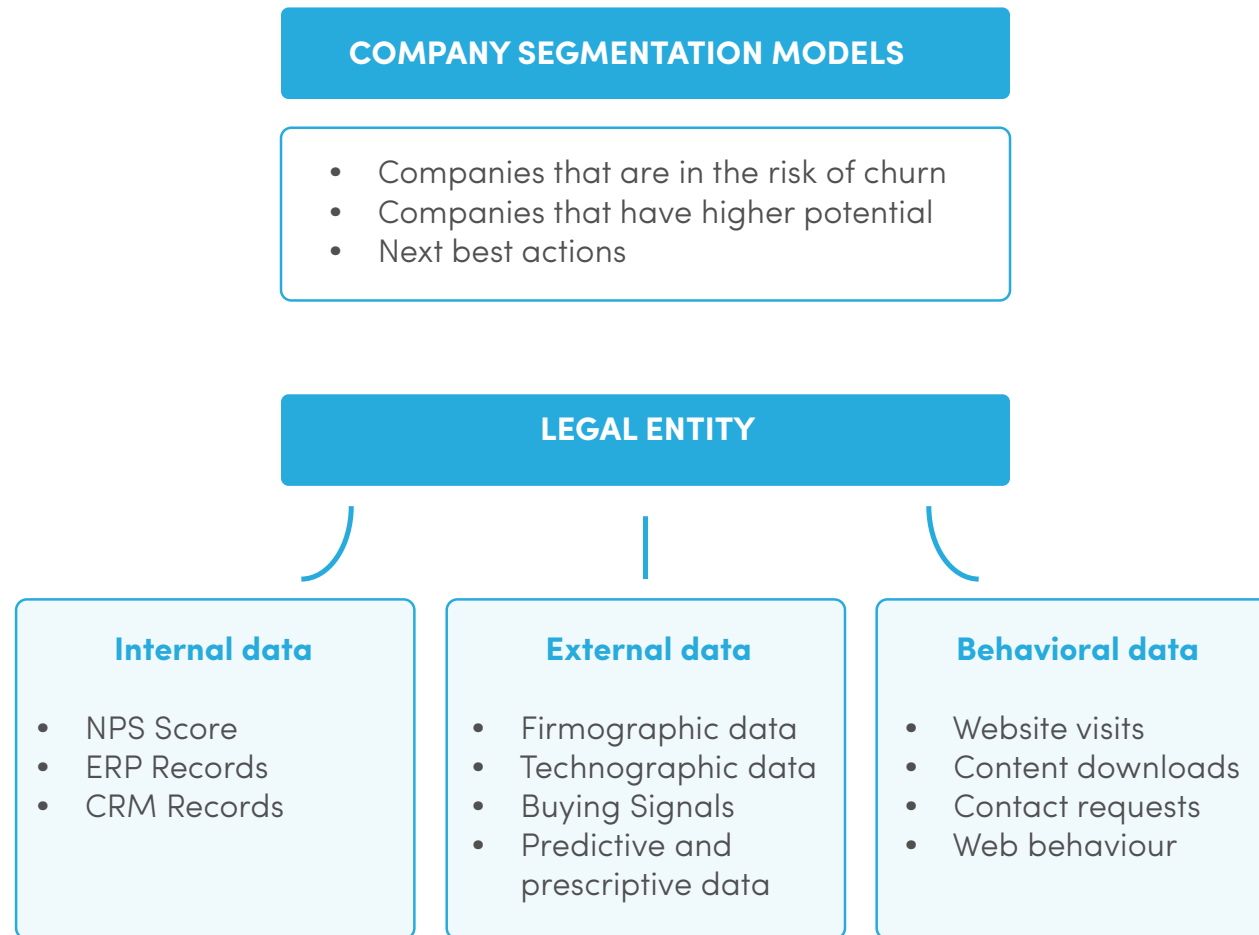 COMPANY SEGMENTATION MODELS
• Companies that are in the risk of churn
• Companies that have higher potential
• Next best actions
LEGAL ENTITY
Internal data
• NPS Score
• ERP Records
• CRM Records
External data
• Firmographic data
• Technographic data
• Buying Signals
• Predictive and
prescriptive data
Behavioral data
• Website visits
• Content downloads
• Contact requests
• Web behaviour